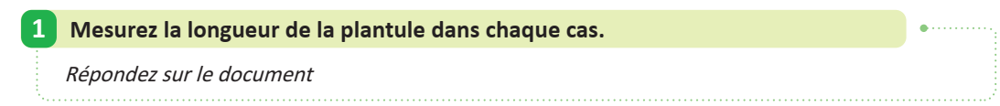 1 Mesurez la longueur de la plantule dans chaque cas.
Répondez sur le document